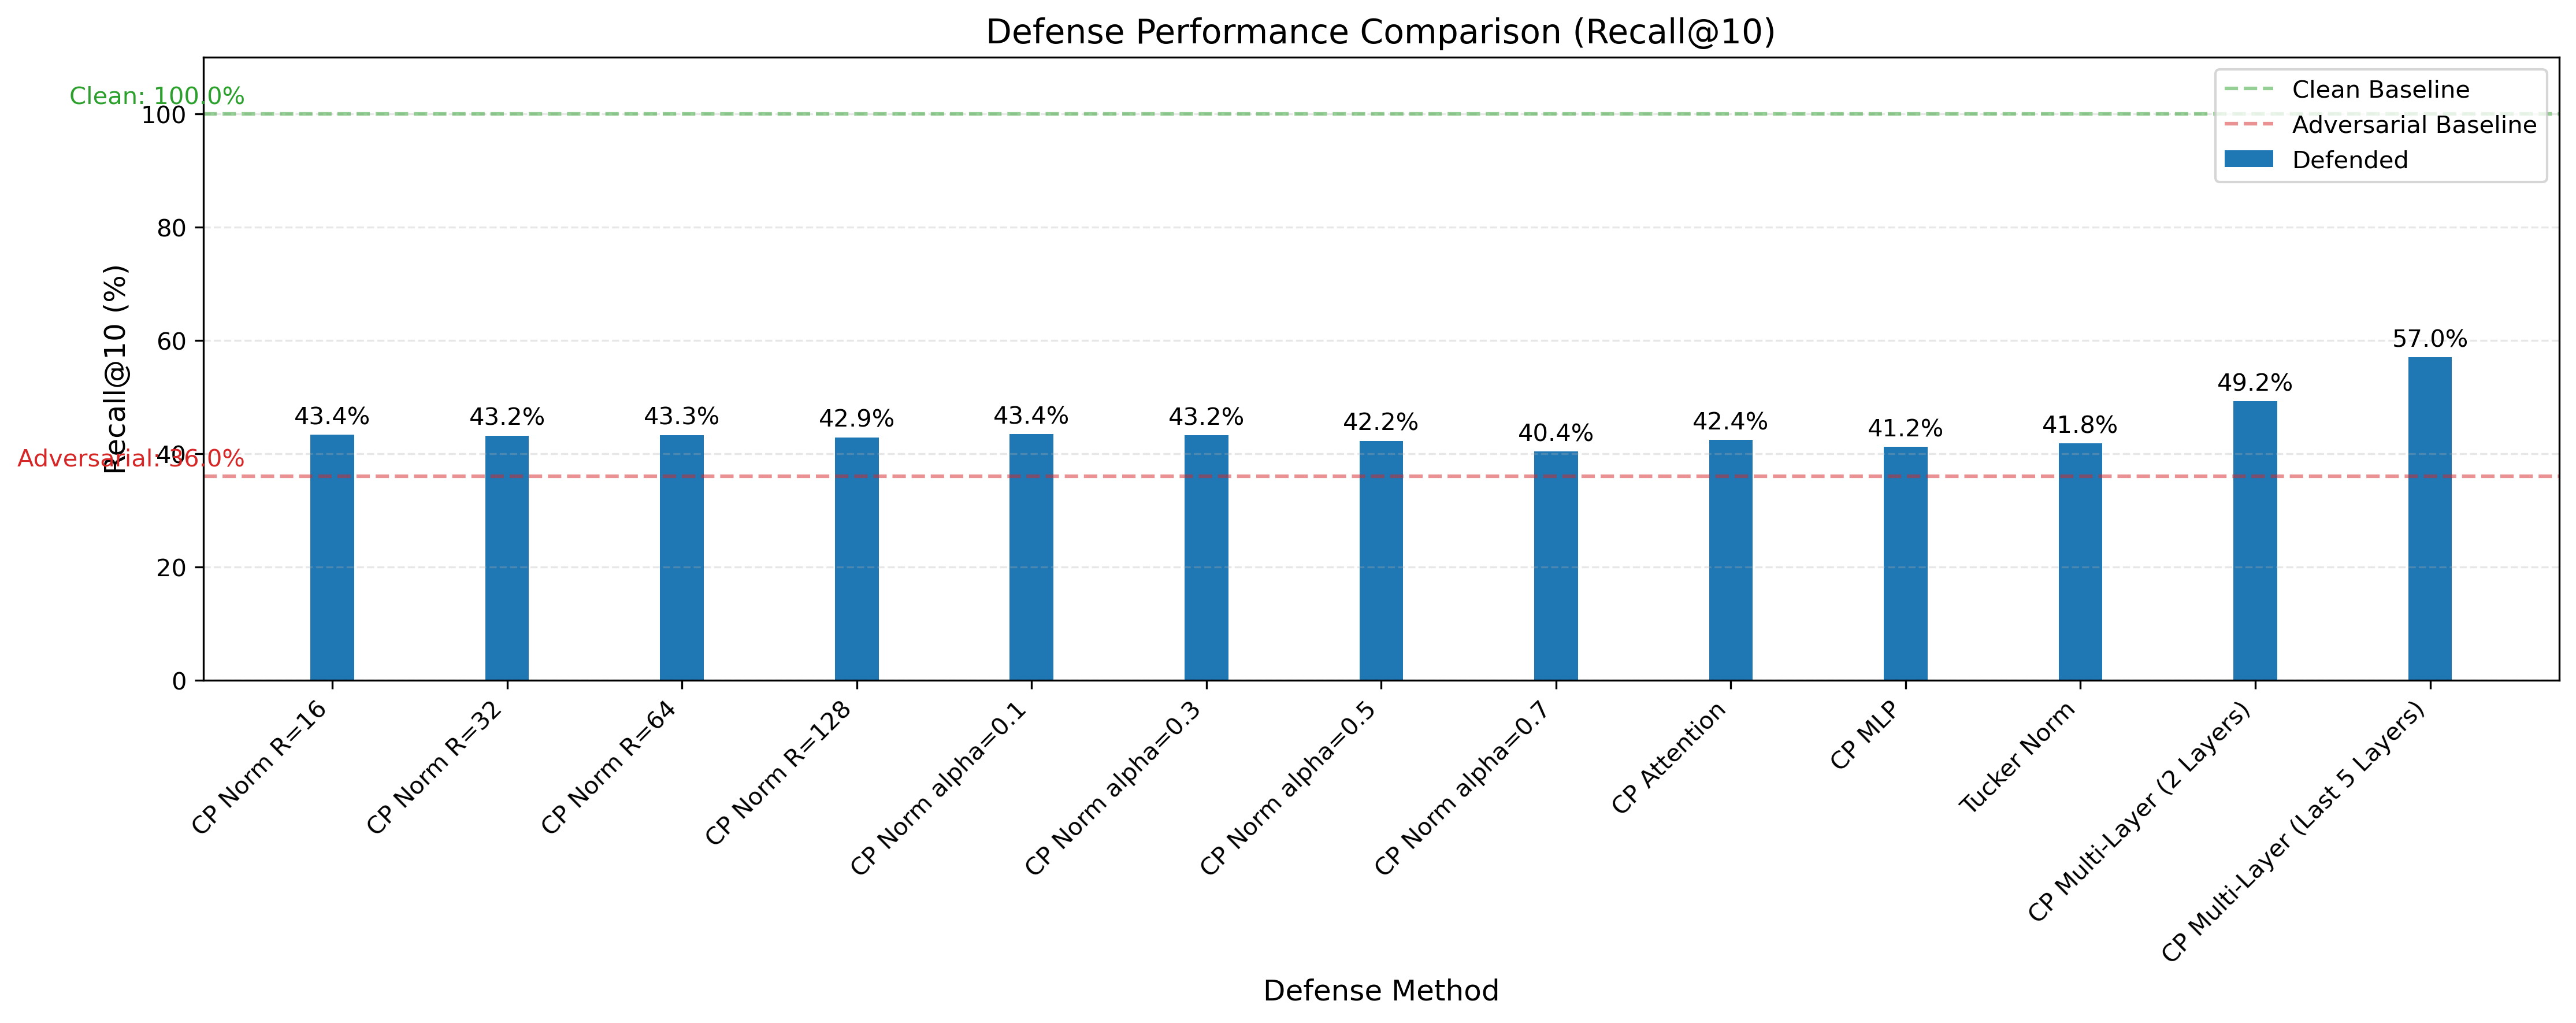 Defense Performance Comparison (Recall@10)
Clean: 100.0%
Adversarial: 36.0%
Recall@10 (%)
100
80
60
40
20
0
Clean Baseline
Adversarial Baseline
Defended
43.4%
43.2%
43.3%
42.9%
43.4%
43.2%
42.2%
40.4%
42.4%
41.2%
41.8%
49.2%
57.0%
CP Norm R=16
CP Norm R=32
CP Norm R=64
CP Norm R=128
CP Norm alpha=0.1
CP Norm alpha=0.3
CP Norm alpha=0.5
CP Norm alpha=0.7
CP Attention
CP MLP
Tucker Norm
CP Multi-Layer (2 Layers)
CP Multi-Layer (Last 5 Layers)
Defense Method